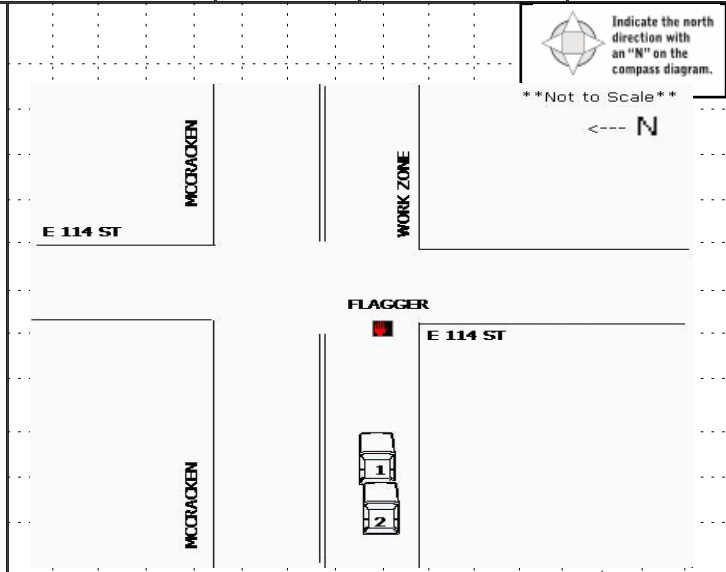 Indicate the north
direction with
an “N” on the
compass diagram.
**Not to Scale**
<--- N
MCCRACKEN
WORK ZONE
E 114 ST
FLAGGER
E 114 ST
1
MCCRACKEN
2